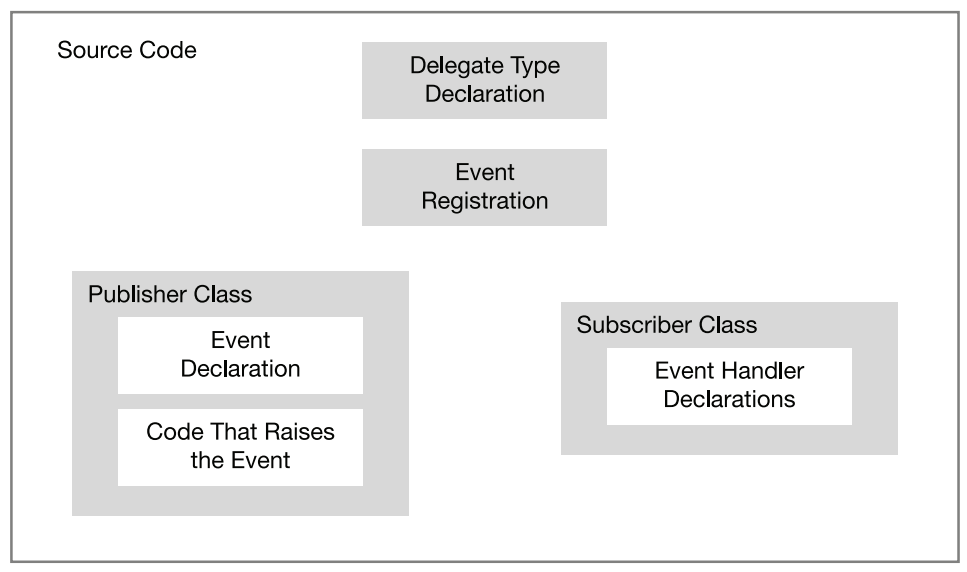 Source Code
Delegate Type
Declaration
Event
Registration
Publisher Class
Event
Declaration
Code That Raises
the Event
Subscriber Class
Event Handler
Declarations